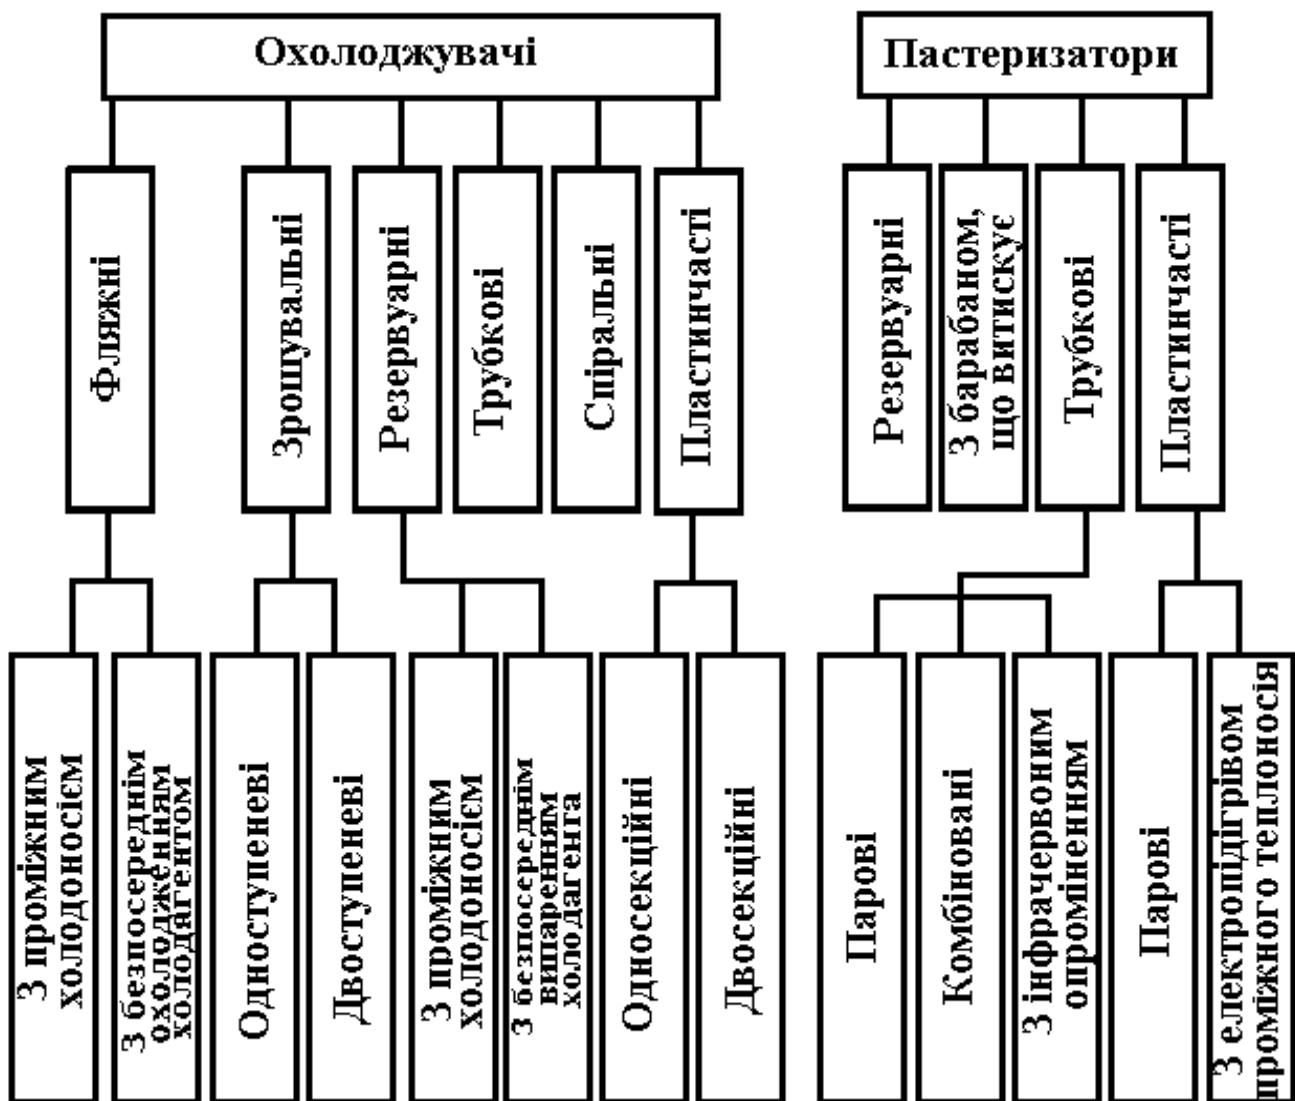 Охолоджувачі
Пастеризатори
Фляжні
Зрошувальні
Резервуарні
Трубкові
Спіральні
Пластинчасті
Резервуарні
З барабаном,
що витискує
Трубкові
Пластинчасті
З проміжним
холодоносієм
З безпосереднім
охолодженням
холодагентом
Одноступеневі
Двоступеневі
З проміжним
холодоносієм
З безпосереднім
випаренням
холодагента
Односекційні
Двосекційні
Парові
Комбіновані
З інфрачервоним
опроміненням
Парові
З електропідігрівом
проміжного теплоносія